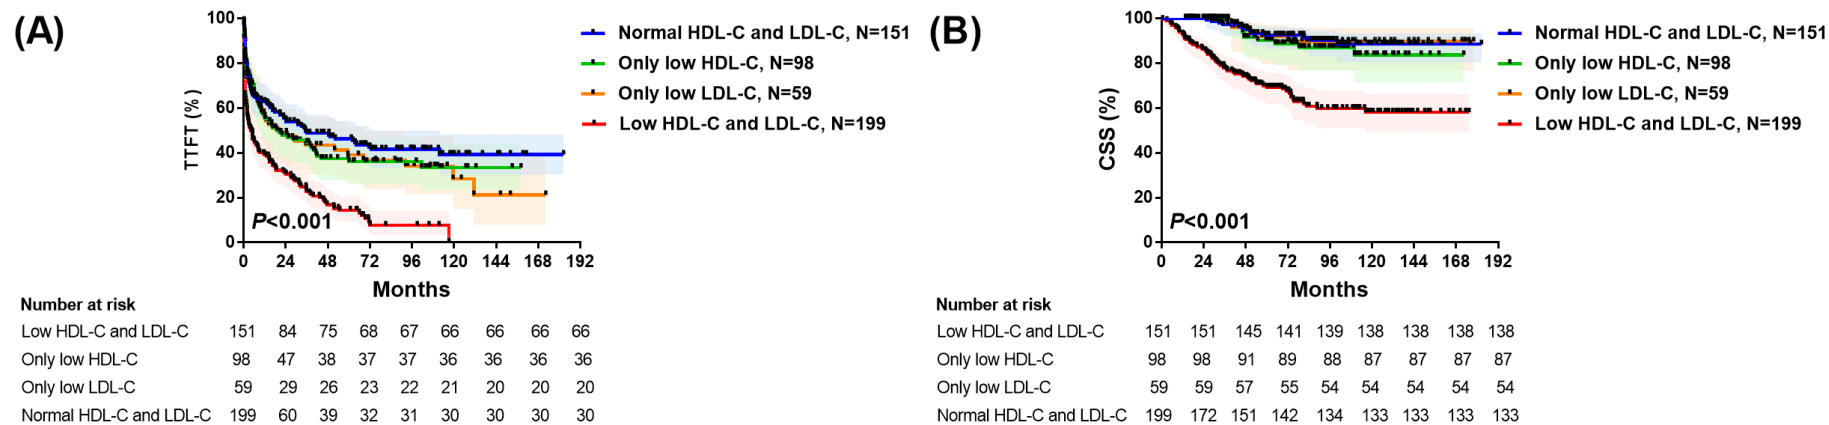 (A)
TTFT (%)
100
80
60
40
20
0
P<0.001
0 24 48 72 96 120 144 168 192
Months
Normal HDL-C and LDL-C, N=151
Only low HDL-C, N=98
Only low LDL-C, N=59
Low HDL-C and LDL-C, N=199
Number at risk
Low HDL-C and LDL-C 151 84 75 68 67 66 66 66 66
Only low HDL-C 98 47 38 37 37 36 36 36 36
Only low LDL-C 59 29 26 23 22 21 20 20 20
Normal HDL-C and LDL-C 199 60 39 32 31 30 30 30 30
(B)
CSS (%)
100
80
60
40
20
0
P<0.001
0 24 48 72 96 120 144 168 192
Months
Normal HDL-C and LDL-C, N=151
Only low HDL-C, N=98
Only low LDL-C, N=59
Low HDL-C and LDL-C, N=199
Number at risk
Low HDL-C and LDL-C 151 151 145 141 139 138 138 138 138
Only low HDL-C 98 98 91 89 88 87 87 87 87
Only low LDL-C 59 59 57 55 54 54 54 54 54
Normal HDL-C and LDL-C 199 172 151 142 134 133 133 133 133